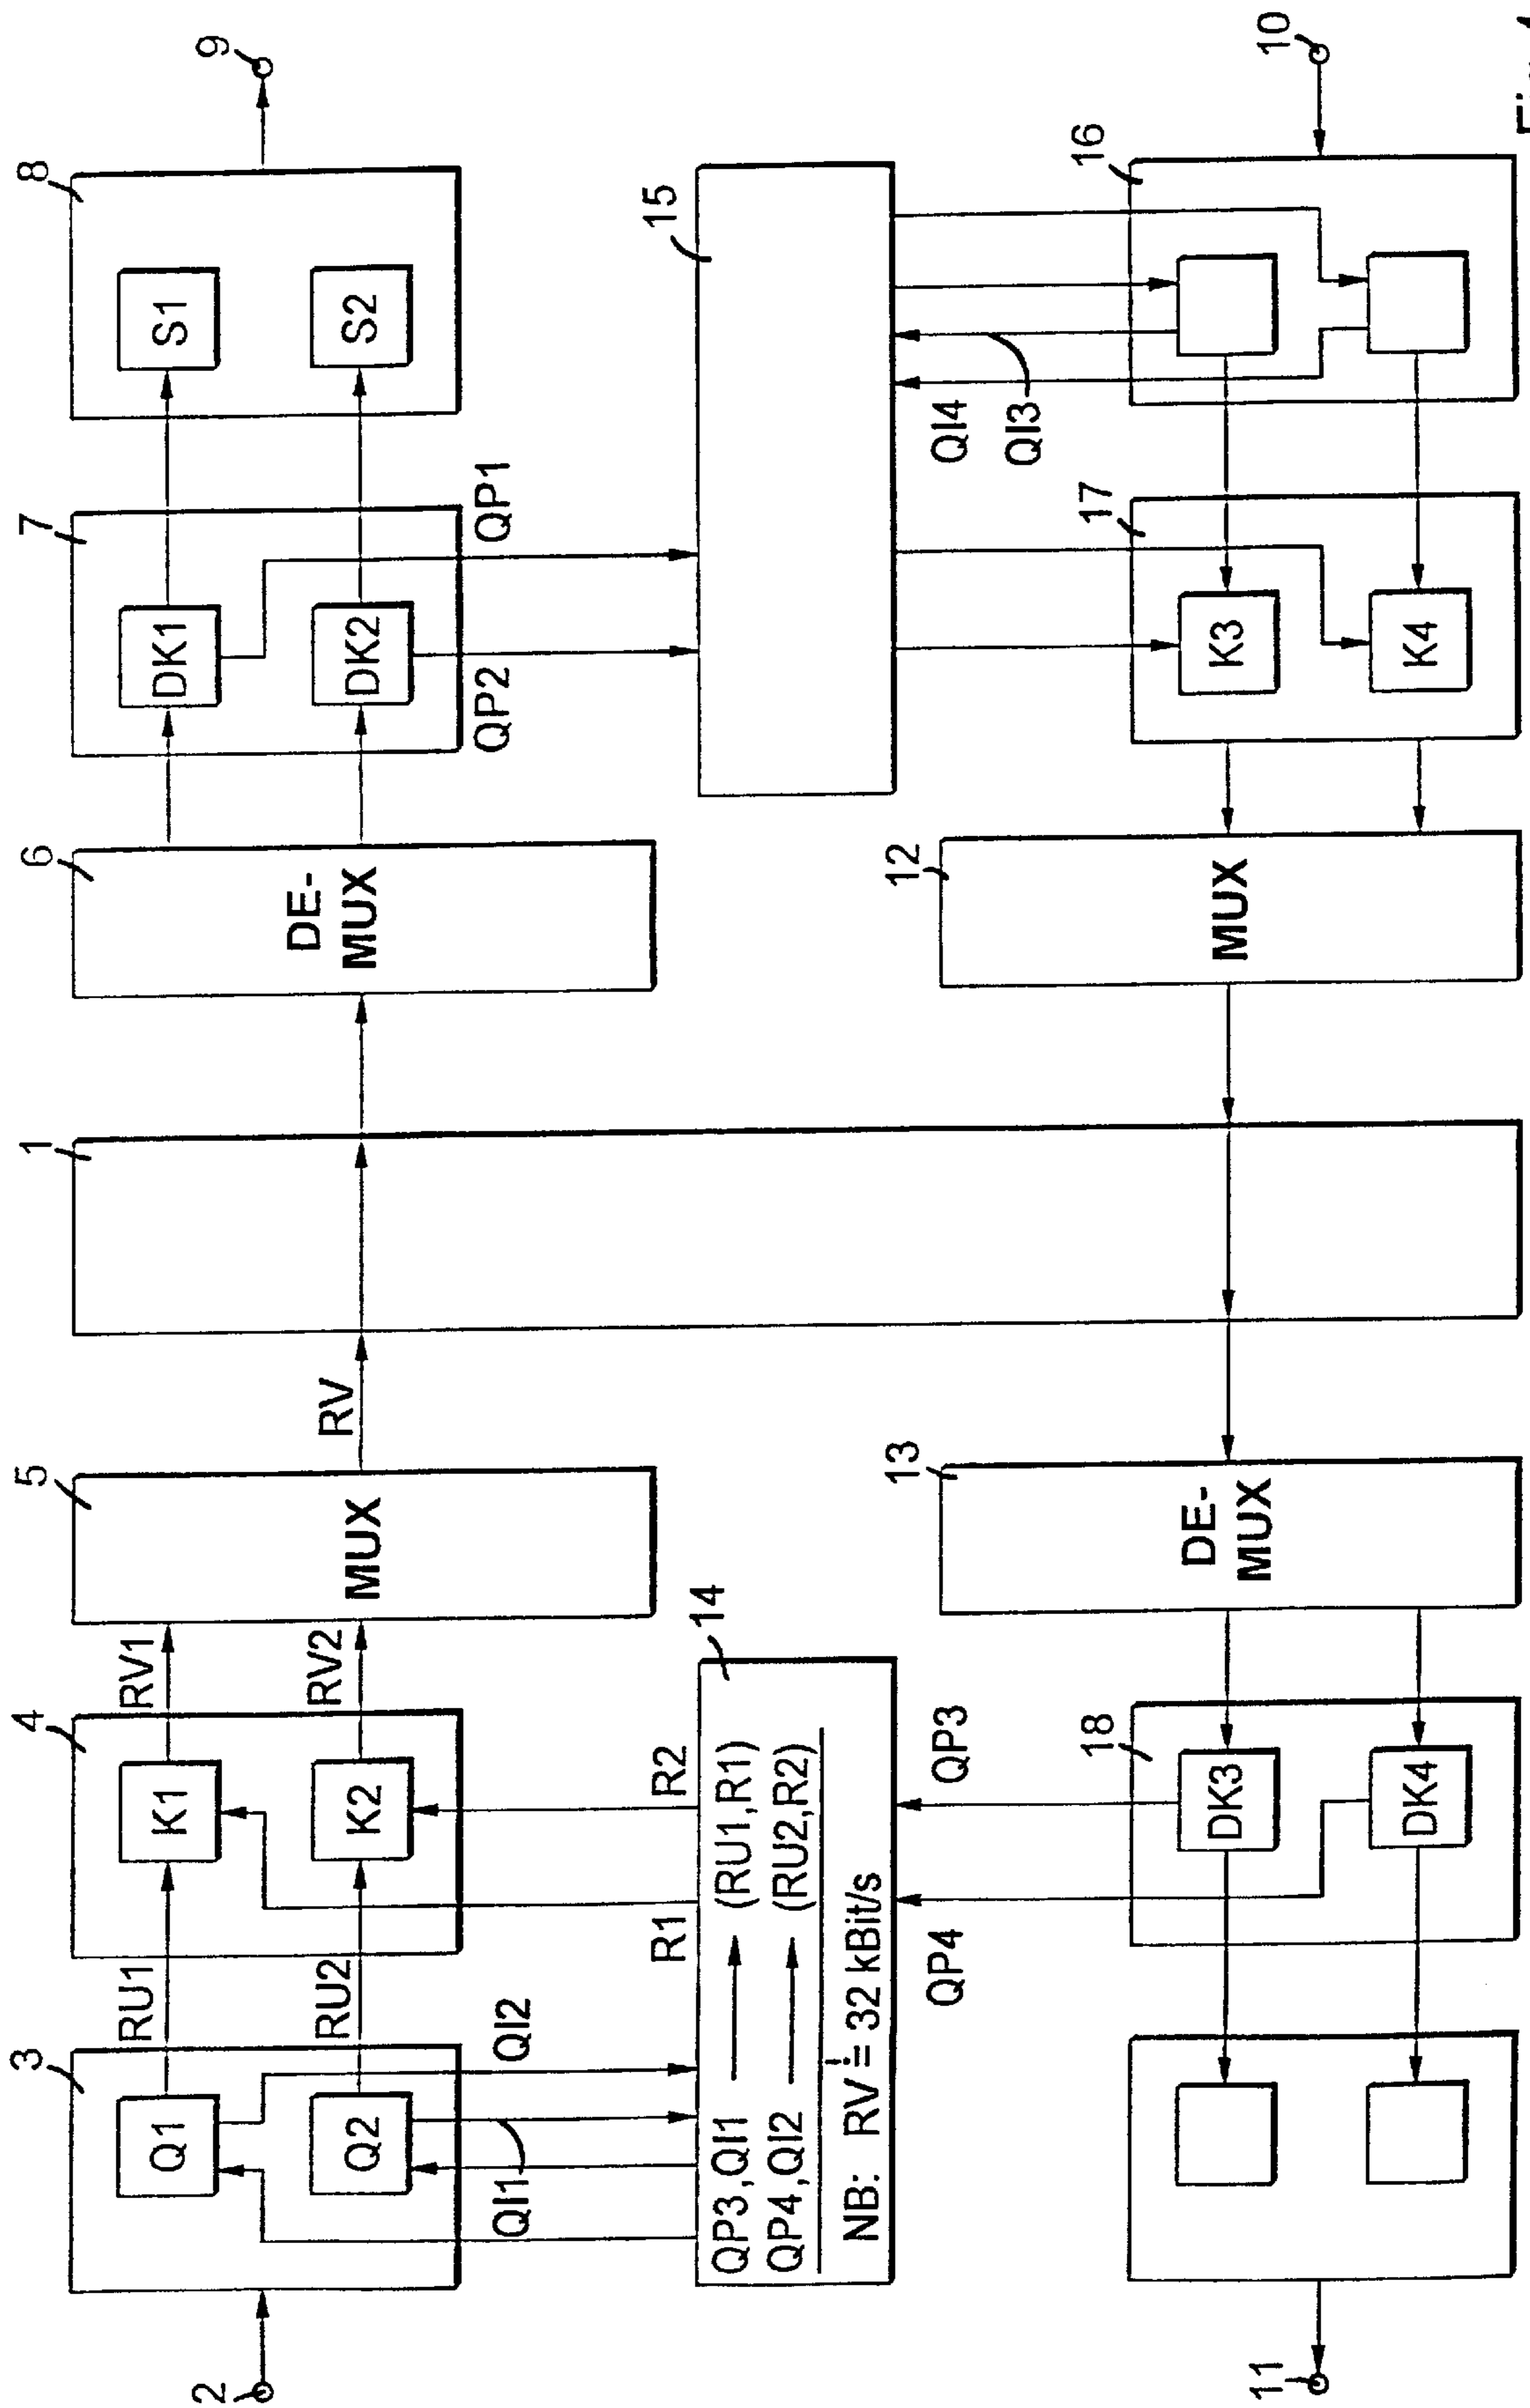 2
3
Q1
Q2
RU1
RU2
QI1
QI2
4
K1
K2
RV1
RV2
R1
R2
5
MUX
RV
1
6
DE-
MUX
7
DK1
DK2
QP1
QP2
8
S1
S2
9
14
QP3,QI1 ⟶ (RU1,R1)
QP4,QI2 ⟶ (RU2,R2)
NB: RV ≟ 32 kBit/s
15
QP4
QP3
QI4
QI3
11
18
DK3
DK4
13
DE-
MUX
12
MUX
17
K3
K4
16
10